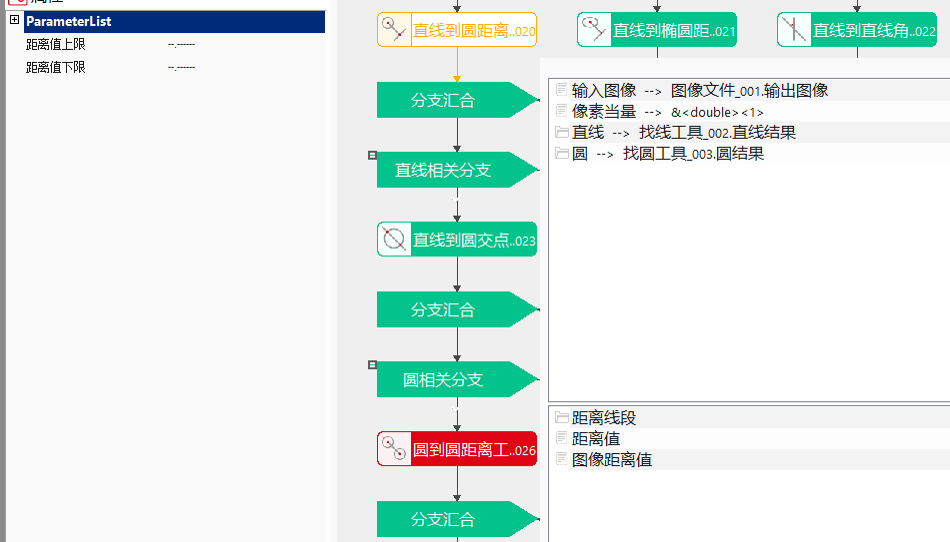 ParameterList
距离值上限 --.------
距离值下限 --.------
直线到圆距离..020
直线到椭圆距..021
直线到直线角..022
分支汇合
直线相关分支
直线到圆交点..023
分支汇合
圆相关分支
圆到圆距离工..026
分支汇合
输入图像 --> 图像文件_001.输出图像
像素当量 --> &<double><1>
直线 --> 找线工具_002.直线结果
圆 --> 找圆工具_003.圆结果
距离线段
距离值
图像距离值